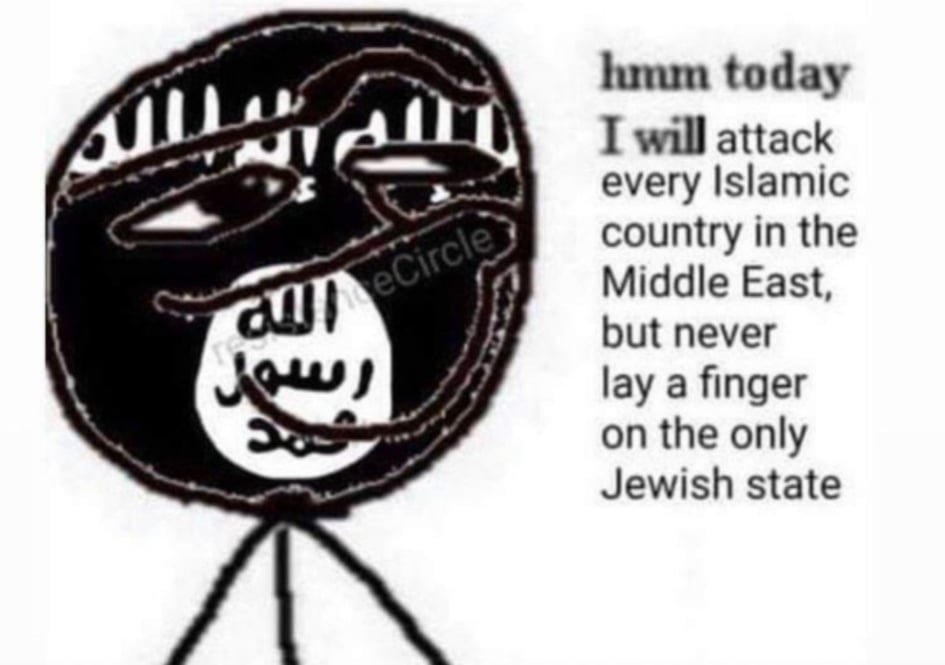 الله
رسول
محمد
hmm today
I will attack
every Islamic
country in the
Middle East,
but never
lay a finger
on the only
Jewish state